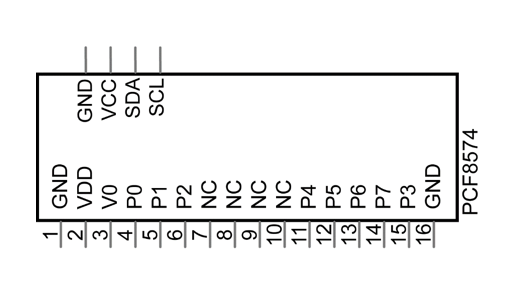 GND VCC SDA SCL
GND VDD V0 P0 P1 P2 NC NC NC NC P4 P5 P6 P7 P3 GND
1 2 3 4 5 6 7 8 9 10 11 12 13 14 15 16
PCF8574